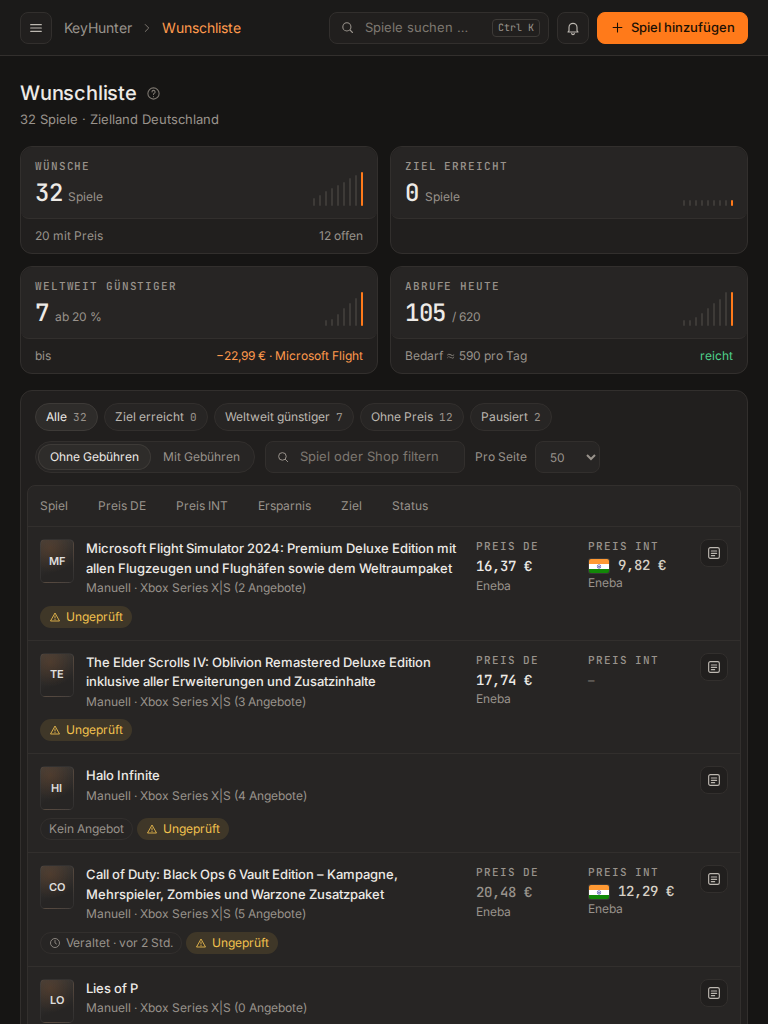 KeyHunter > Wunschliste
Spiele suchen ... Ctrl K
+ Spiel hinzufügen
Wunschliste
32 Spiele · Zielland Deutschland
WÜNSCHE
32 Spiele
20 mit Preis 12 offen
ZIEL ERREICHT
0 Spiele
WELTWEIT GÜNSTIGER
7 ab 20 %
bis −22,99 € · Microsoft Flight
ABRUFE HEUTE
105 / 620
Bedarf ≈ 590 pro Tag reicht
Alle 32 Ziel erreicht 0 Weltweit günstiger 7 Ohne Preis 12 Pausiert 2
Ohne Gebühren Mit Gebühren Spiel oder Shop filtern Pro Seite 50
Spiel Preis DE Preis INT Ersparnis Ziel Status
MF
Microsoft Flight Simulator 2024: Premium Deluxe Edition mit
allen Flugzeugen und Flughäfen sowie dem Weltraumpaket
Manuell · Xbox Series X|S (2 Angebote)
PREIS DE
16,37 €
Eneba
PREIS INT
9,82 €
Eneba
Ungeprüft
TE
The Elder Scrolls IV: Oblivion Remastered Deluxe Edition
inklusive aller Erweiterungen und Zusatzinhalte
Manuell · Xbox Series X|S (3 Angebote)
PREIS DE
17,74 €
Eneba
PREIS INT
–
Ungeprüft
HI
Halo Infinite
Manuell · Xbox Series X|S (4 Angebote)
Kein Angebot Ungeprüft
CO
Call of Duty: Black Ops 6 Vault Edition – Kampagne,
Mehrspieler, Zombies und Warzone Zusatzpaket
Manuell · Xbox Series X|S (5 Angebote)
PREIS DE
20,48 €
Eneba
PREIS INT
12,29 €
Eneba
Veraltet · vor 2 Std. Ungeprüft
LO
Lies of P
Manuell · Xbox Series X|S (0 Angebote)